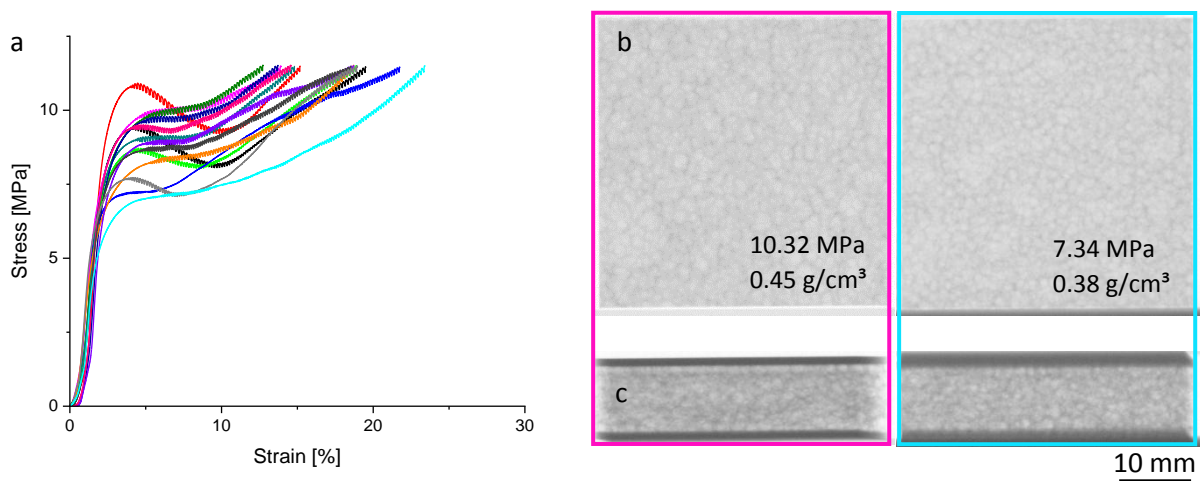 a
Stress [MPa]
10
5
0
0
10
20
30
Strain [%]
b
10.32 MPa
0.45 g/cm³
7.34 MPa
0.38 g/cm³
c
10 mm